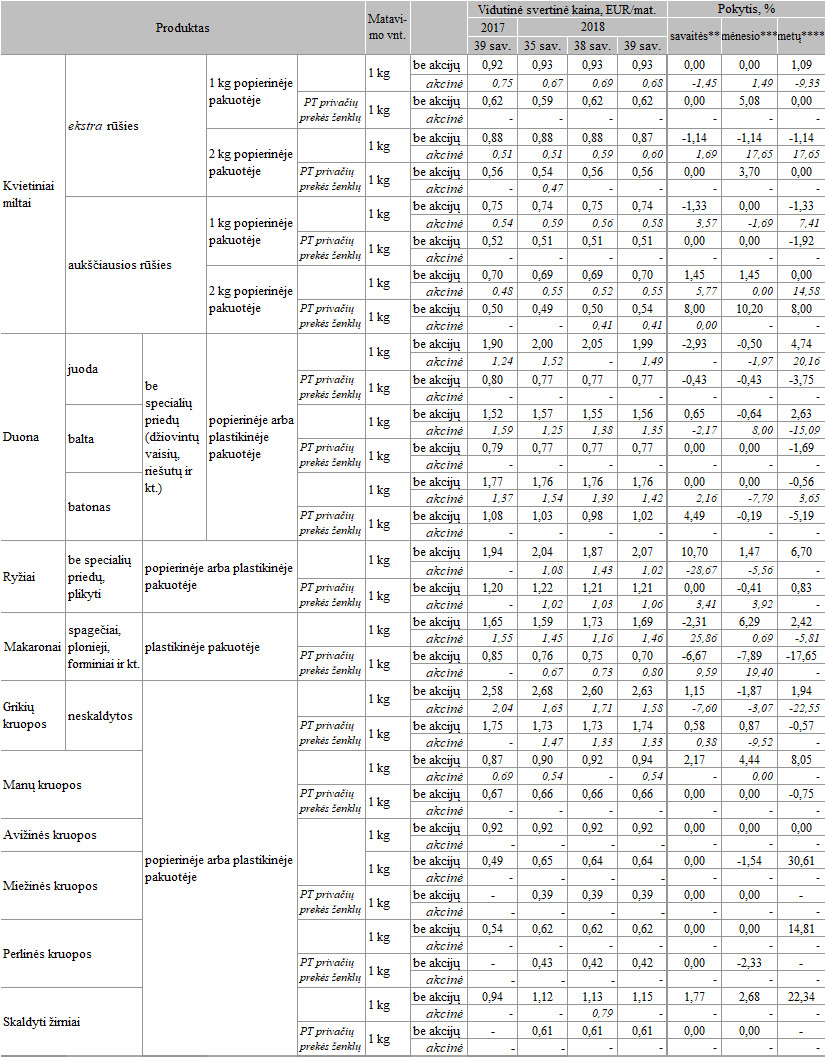 Produktas Matavi- Vidutinė svertinė kaina, EUR/mat. Pokytis, %
mo vnt. 2017 2018 savaitės** mėnesio*** metų****
39 sav. 35 sav. 38 sav. 39 sav.
Kvietiniai miltai ekstra rūšies 1 kg popierinėje pakuotėje 1 kg be akcijų 0,92 0,93 0,93 0,93 0,00 0,00 1,09
akcinė 0,75 0,67 0,69 0,68 -1,45 1,49 -9,33
PT privačių prekės ženklų 1 kg be akcijų 0,62 0,59 0,62 0,62 0,00 5,08 0,00
akcinė - - - - - - -
2 kg popierinėje pakuotėje 1 kg be akcijų 0,88 0,88 0,88 0,87 -1,14 -1,14 -1,14
akcinė 0,51 0,51 0,59 0,60 1,69 17,65 17,65
PT privačių prekės ženklų 1 kg be akcijų 0,56 0,54 0,56 0,56 0,00 3,70 0,00
akcinė - 0,47 - - - - -
aukščiausios rūšies 1 kg popierinėje pakuotėje 1 kg be akcijų 0,75 0,74 0,75 0,74 -1,33 0,00 -1,33
akcinė 0,54 0,59 0,56 0,58 3,57 -1,69 7,41
PT privačių prekės ženklų 1 kg be akcijų 0,52 0,51 0,51 0,51 0,00 0,00 -1,92
akcinė - - - - - - -
2 kg popierinėje pakuotėje 1 kg be akcijų 0,70 0,69 0,69 0,70 1,45 1,45 0,00
akcinė 0,48 0,55 0,52 0,55 5,77 0,00 14,58
PT privačių prekės ženklų 1 kg be akcijų 0,50 0,49 0,50 0,54 8,00 10,20 8,00
akcinė - - 0,41 0,41 0,00 - -
Duona juoda be specialių priedų (džiovintų vaisių, riešutų ir kt.) popierinėje arba plastikinėje pakuotėje 1 kg be akcijų 1,90 2,00 2,05 1,99 -2,93 -0,50 4,74
akcinė 1,24 1,52 - 1,49 - -1,97 20,16
PT privačių prekės ženklų 1 kg be akcijų 0,80 0,77 0,77 0,77 -0,43 -0,43 -3,75
akcinė - - - - - - -
balta 1 kg be akcijų 1,52 1,57 1,55 1,56 0,65 -0,64 2,63
akcinė 1,59 1,25 1,38 1,35 -2,17 8,00 -15,09
PT privačių prekės ženklų 1 kg be akcijų 0,79 0,77 0,77 0,77 0,00 0,00 -1,69
akcinė - - - - - - -
batonas 1 kg be akcijų 1,77 1,76 1,76 1,76 0,00 0,00 -0,56
akcinė 1,37 1,54 1,39 1,42 2,16 -7,79 3,65
PT privačių prekės ženklų 1 kg be akcijų 1,08 1,03 0,98 1,02 4,49 -0,19 -5,19
akcinė - - - - - - -
Ryžiai be specialių priedų, plikyti popierinėje arba plastikinėje pakuotėje 1 kg be akcijų 1,94 2,04 1,87 2,07 10,70 1,47 6,70
akcinė - 1,08 1,43 1,02 -28,67 -5,56 -
PT privačių prekės ženklų 1 kg be akcijų 1,20 1,22 1,21 1,21 0,00 -0,41 0,83
akcinė - 1,02 1,03 1,06 3,41 3,92 -
Makaronai spagečiai, plonieji, forminiai ir kt. plastikinėje pakuotėje 1 kg be akcijų 1,65 1,59 1,73 1,69 -2,31 6,29 2,42
akcinė 1,55 1,45 1,16 1,46 25,86 0,69 -5,81
PT privačių prekės ženklų 1 kg be akcijų 0,85 0,76 0,75 0,70 -6,67 -7,89 -17,65
akcinė - 0,67 0,73 0,80 9,59 19,40 -
Grikių kruopos neskaldytos popierinėje arba plastikinėje pakuotėje 1 kg be akcijų 2,58 2,68 2,60 2,63 1,15 -1,87 1,94
akcinė 2,04 1,63 1,71 1,58 -7,60 -3,07 -22,55
PT privačių prekės ženklų 1 kg be akcijų 1,75 1,73 1,73 1,74 0,58 0,87 -0,57
akcinė - 1,47 1,33 1,33 0,38 -9,52 -
Manų kruopos 1 kg be akcijų 0,87 0,90 0,92 0,94 2,17 4,44 8,05
akcinė 0,69 0,54 - 0,54 - 0,00 -
PT privačių prekės ženklų 1 kg be akcijų 0,67 0,66 0,66 0,66 0,00 0,00 -0,75
akcinė - - - - - - -
Avižinės kruopos 1 kg be akcijų 0,92 0,92 0,92 0,92 0,00 0,00 0,00
akcinė - - - - - - -
Miežinės kruopos 1 kg be akcijų 0,49 0,65 0,64 0,64 0,00 -1,54 30,61
akcinė - - - - - - -
PT privačių prekės ženklų 1 kg be akcijų - 0,39 0,39 0,39 0,00 0,00 -
akcinė - - - - - - -
Perlinės kruopos 1 kg be akcijų 0,54 0,62 0,62 0,62 0,00 0,00 14,81
akcinė - - - - - - -
PT privačių prekės ženklų 1 kg be akcijų - 0,43 0,42 0,42 0,00 -2,33 -
akcinė - - - - - - -
Skaldyti žirniai 1 kg be akcijų 0,94 1,12 1,13 1,15 1,77 2,68 22,34
akcinė - - 0,79 - - - -
PT privačių prekės ženklų 1 kg be akcijų - 0,61 0,61 0,61 0,00 0,00 -
akcinė - - - - - - -